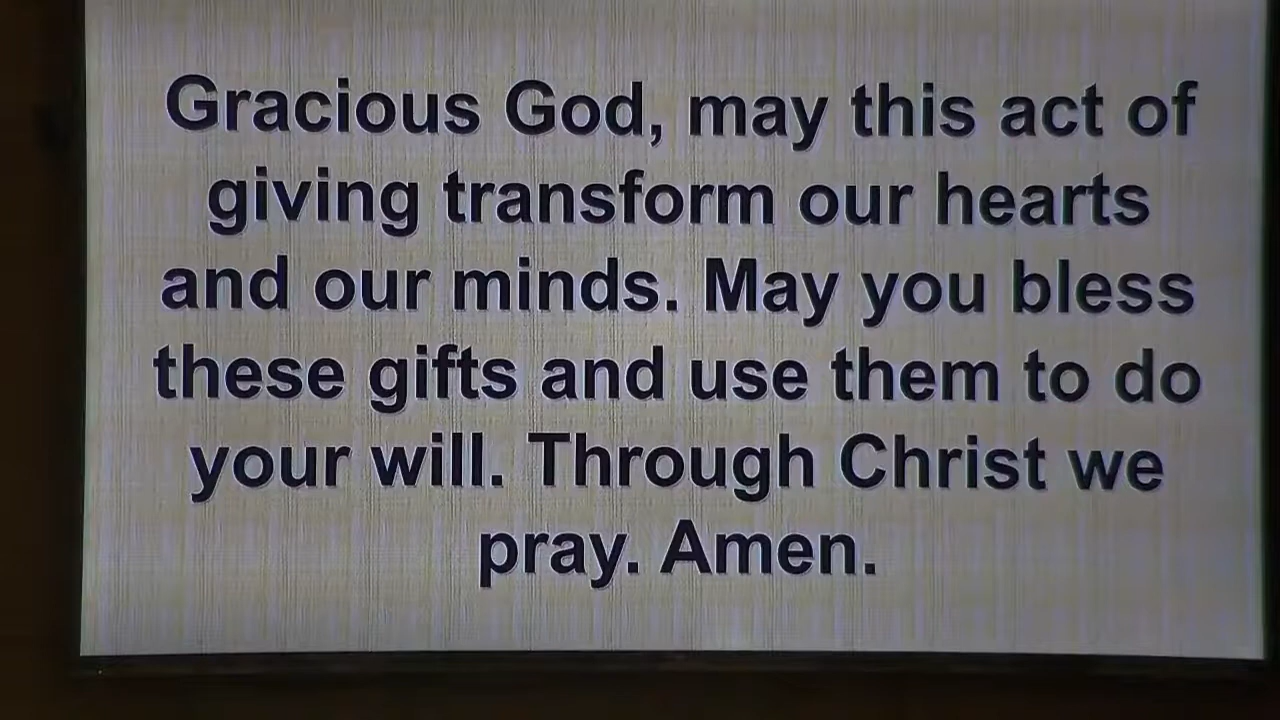 Gracious God, may this act of
giving transform our hearts
and our minds. May you bless
these gifts and use them to do
your will. Through Christ we
pray. Amen.